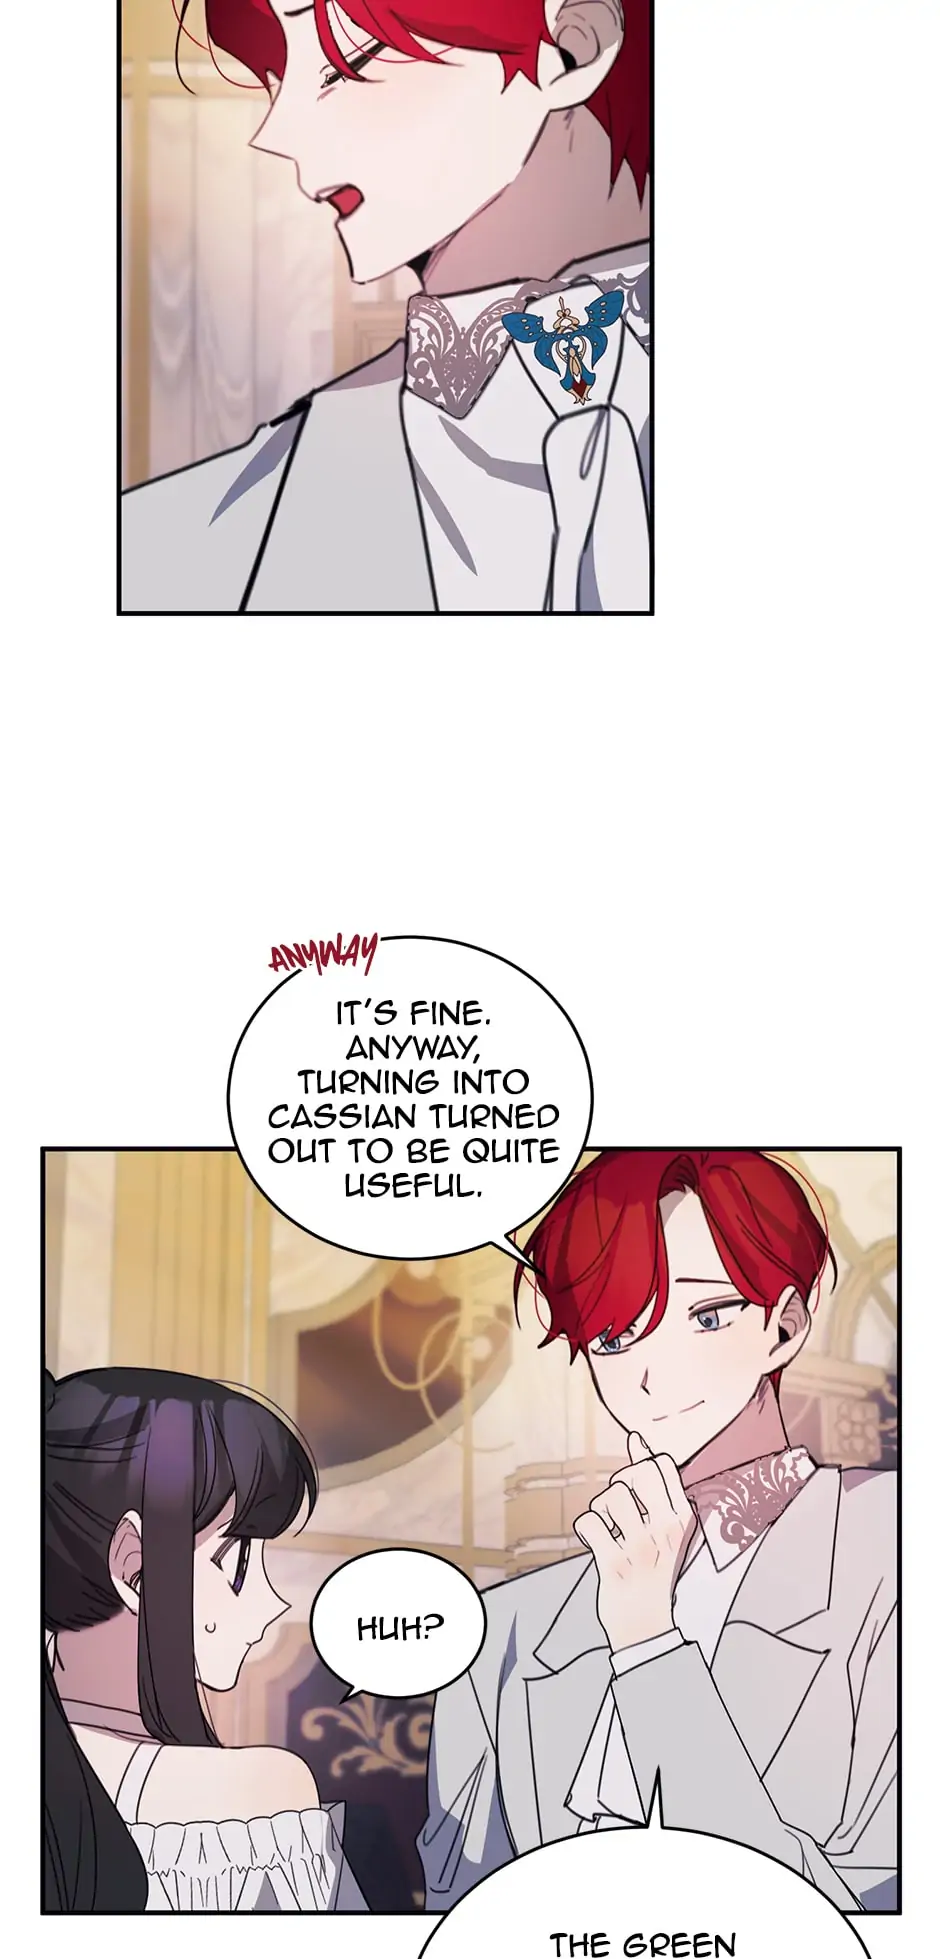 ANYWAY
IT'S FINE.
ANYWAY,
TURNING INTO
CASSIAN TURNED
OUT TO BE QUITE
USEFUL.
HUH?
THE GREEN